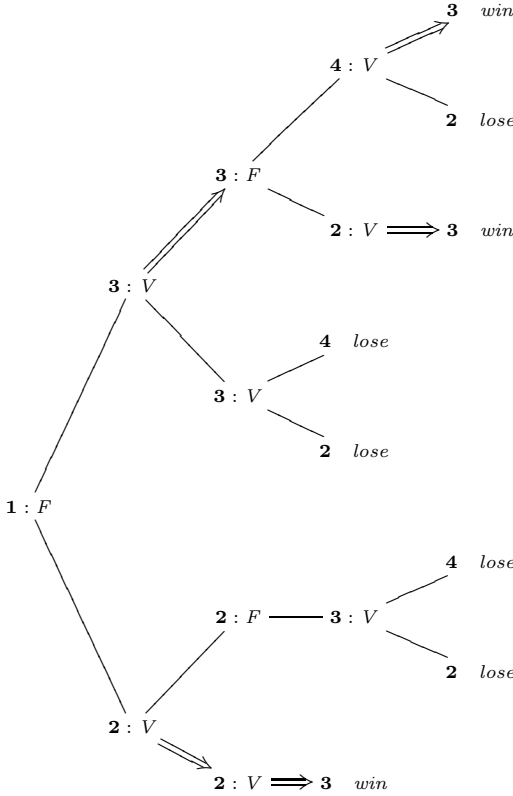 3 win
4 : V
2 lose
3 : F
2 : V 3 win
3 : V
4 lose
3 : V
2 lose
1 : F
4 lose
2 : F 3 : V
2 lose
2 : V
2 : V 3 win